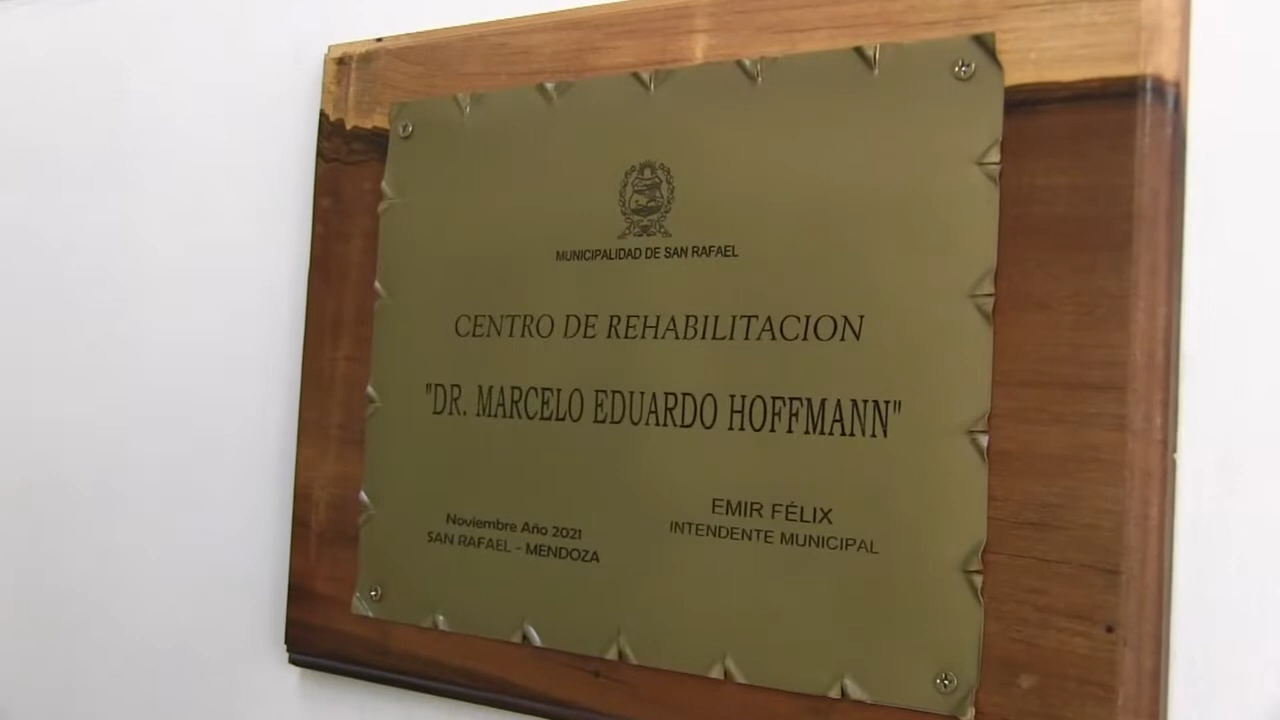 MUNICIPALIDAD DE SAN RAFAEL
CENTRO DE REHABILITACION
"DR. MARCELO EDUARDO HOFFMANN"
Noviembre Año 2021
SAN RAFAEL - MENDOZA
EMIR FÉLIX
INTENDENTE MUNICIPAL